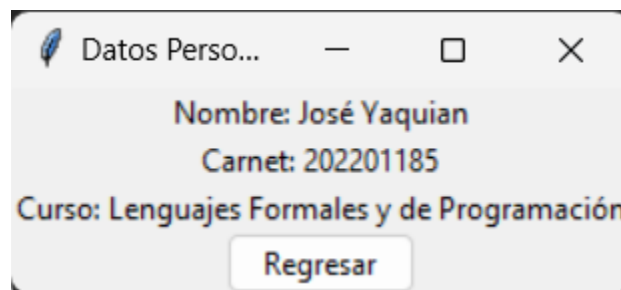 Datos Perso...
Nombre: José Yaquian
Carnet: 202201185
Curso: Lenguajes Formales y de Programación
Regresar